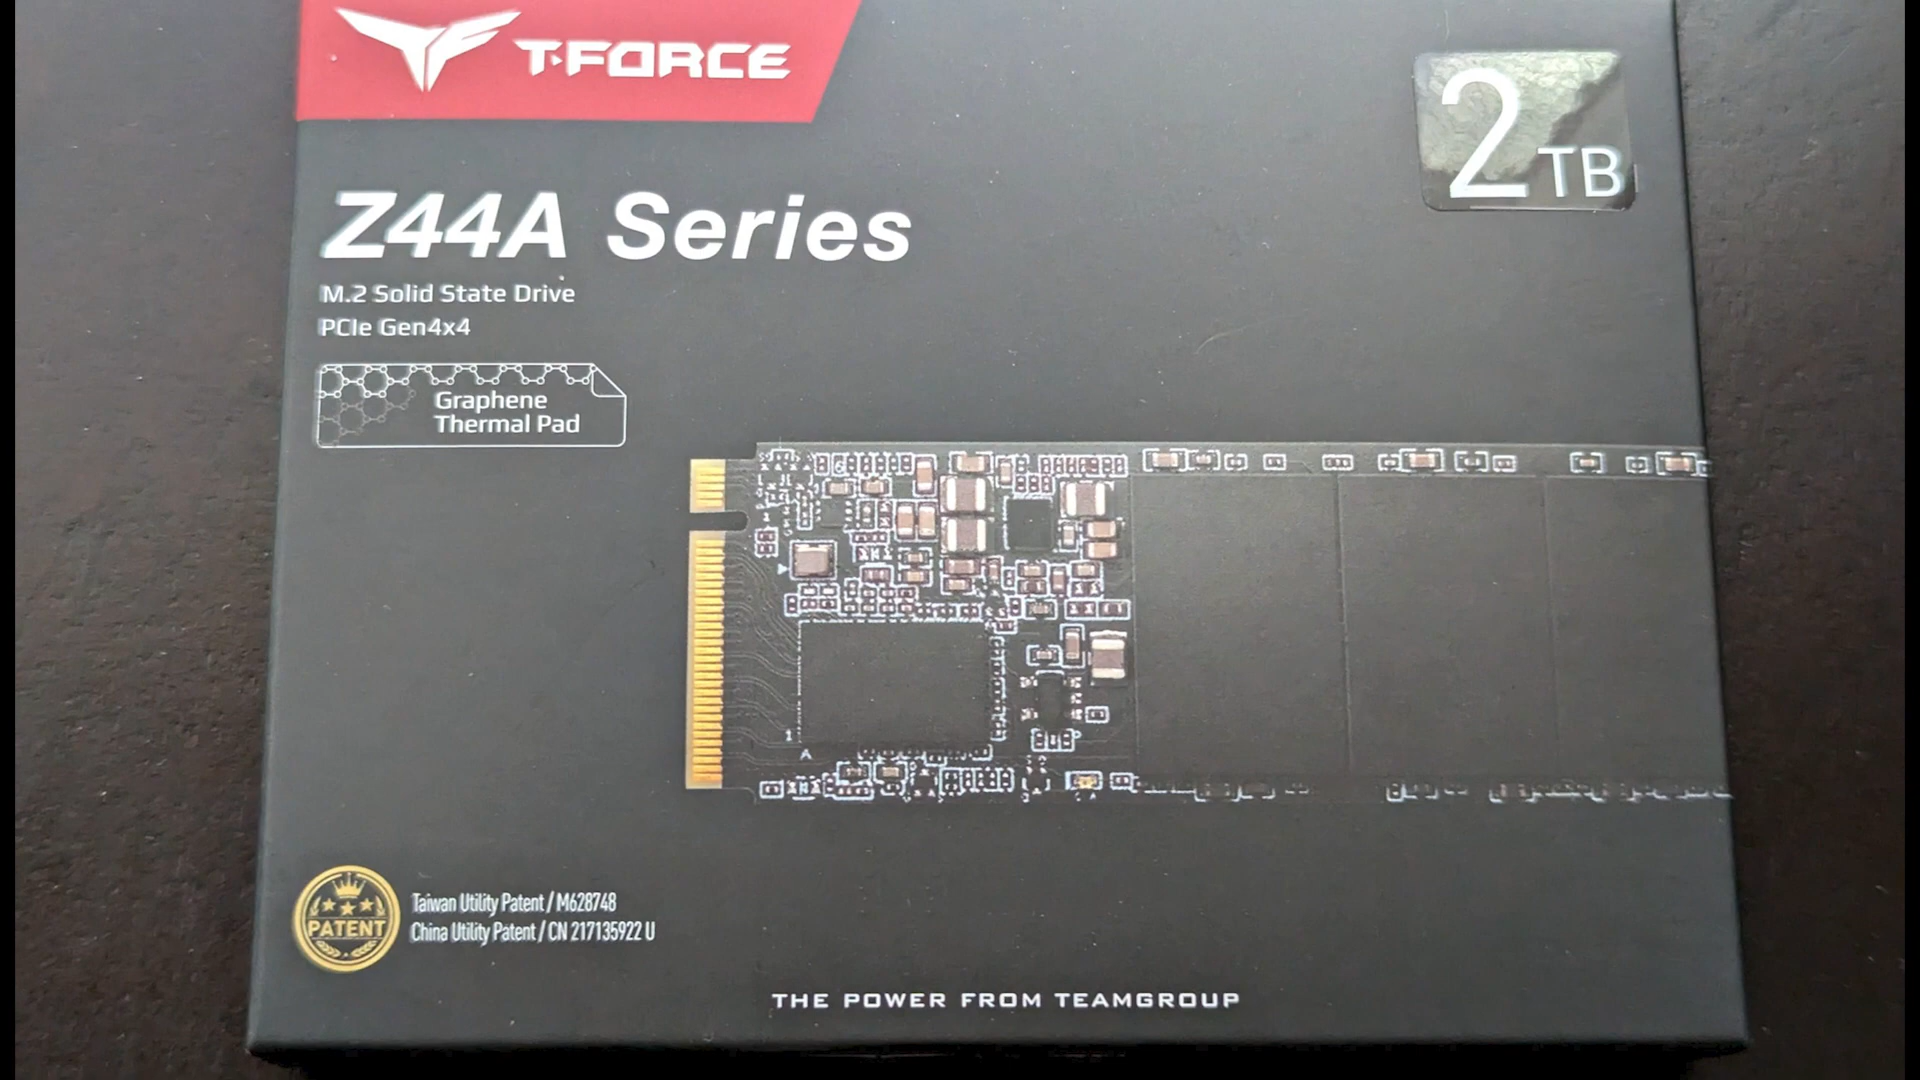 T-FORCE
2TB
Z44A Series
M.2 Solid State Drive
PCIe Gen4x4
Graphene
Thermal Pad
PATENT
Taiwan Utility Patent / M628748
China Utility Patent / CN 217135922 U
THE POWER FROM TEAMGROUP